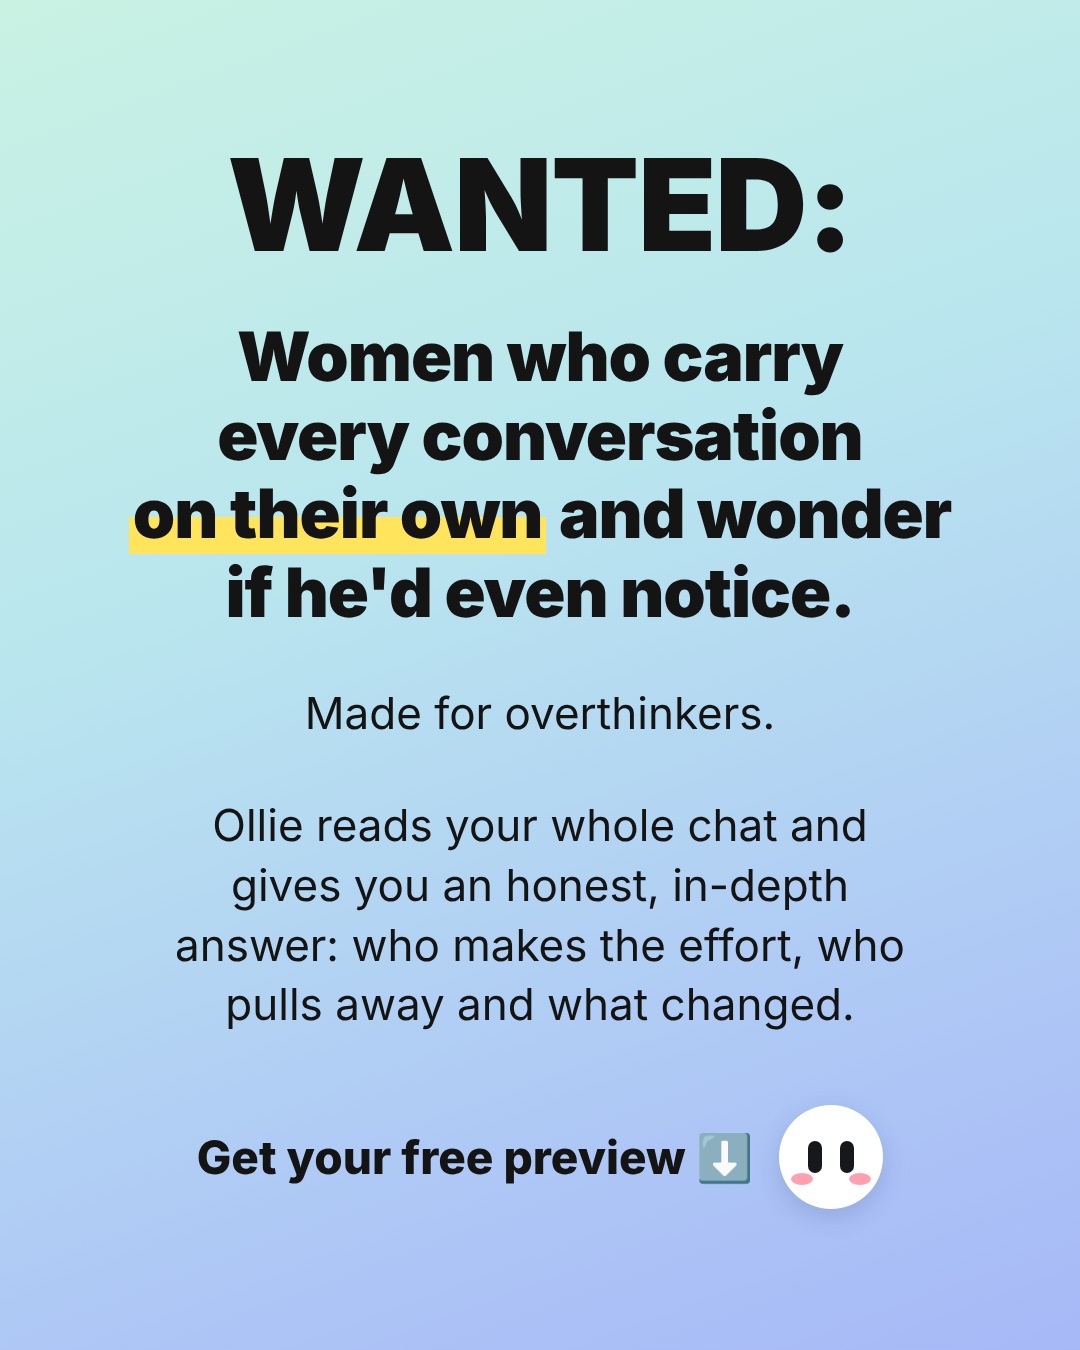 WANTED:
Women who carry
every conversation
on their own and wonder
if he'd even notice.
Made for overthinkers.
Ollie reads your whole chat and
gives you an honest, in-depth
answer: who makes the effort, who
pulls away and what changed.
Get your free preview ⬇️